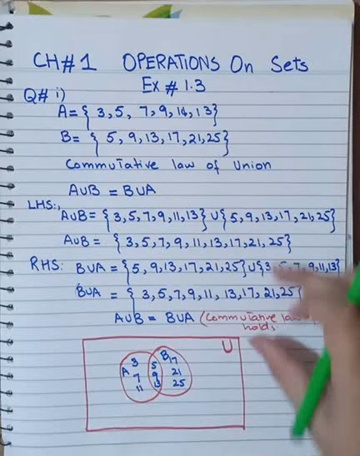 CH#1 OPERATIONS On Sets
Ex # 1.3
Q# i)
A= { 3, 5, 7, 9, 11, 13}
B= { 5, 9, 13, 17, 21, 25}
Commutative law of Union
A∪B = B∪A
LHS:,
A∪B = {3, 5, 7, 9, 11, 13} ∪ {5, 9, 13, 17, 21, 25}
A∪B = {3, 5, 7, 9, 11, 13, 17, 21, 25}
RHS: B∪A = {5, 9, 13, 17, 21, 25} ∪ {3, 5, 7, 9, 11, 13}
B∪A = {3, 5, 7, 9, 11, 13, 17, 21, 25
A∪B = B∪A (Commutative law
holds
U
A B
3 5 17
7 9 21
11 13 25